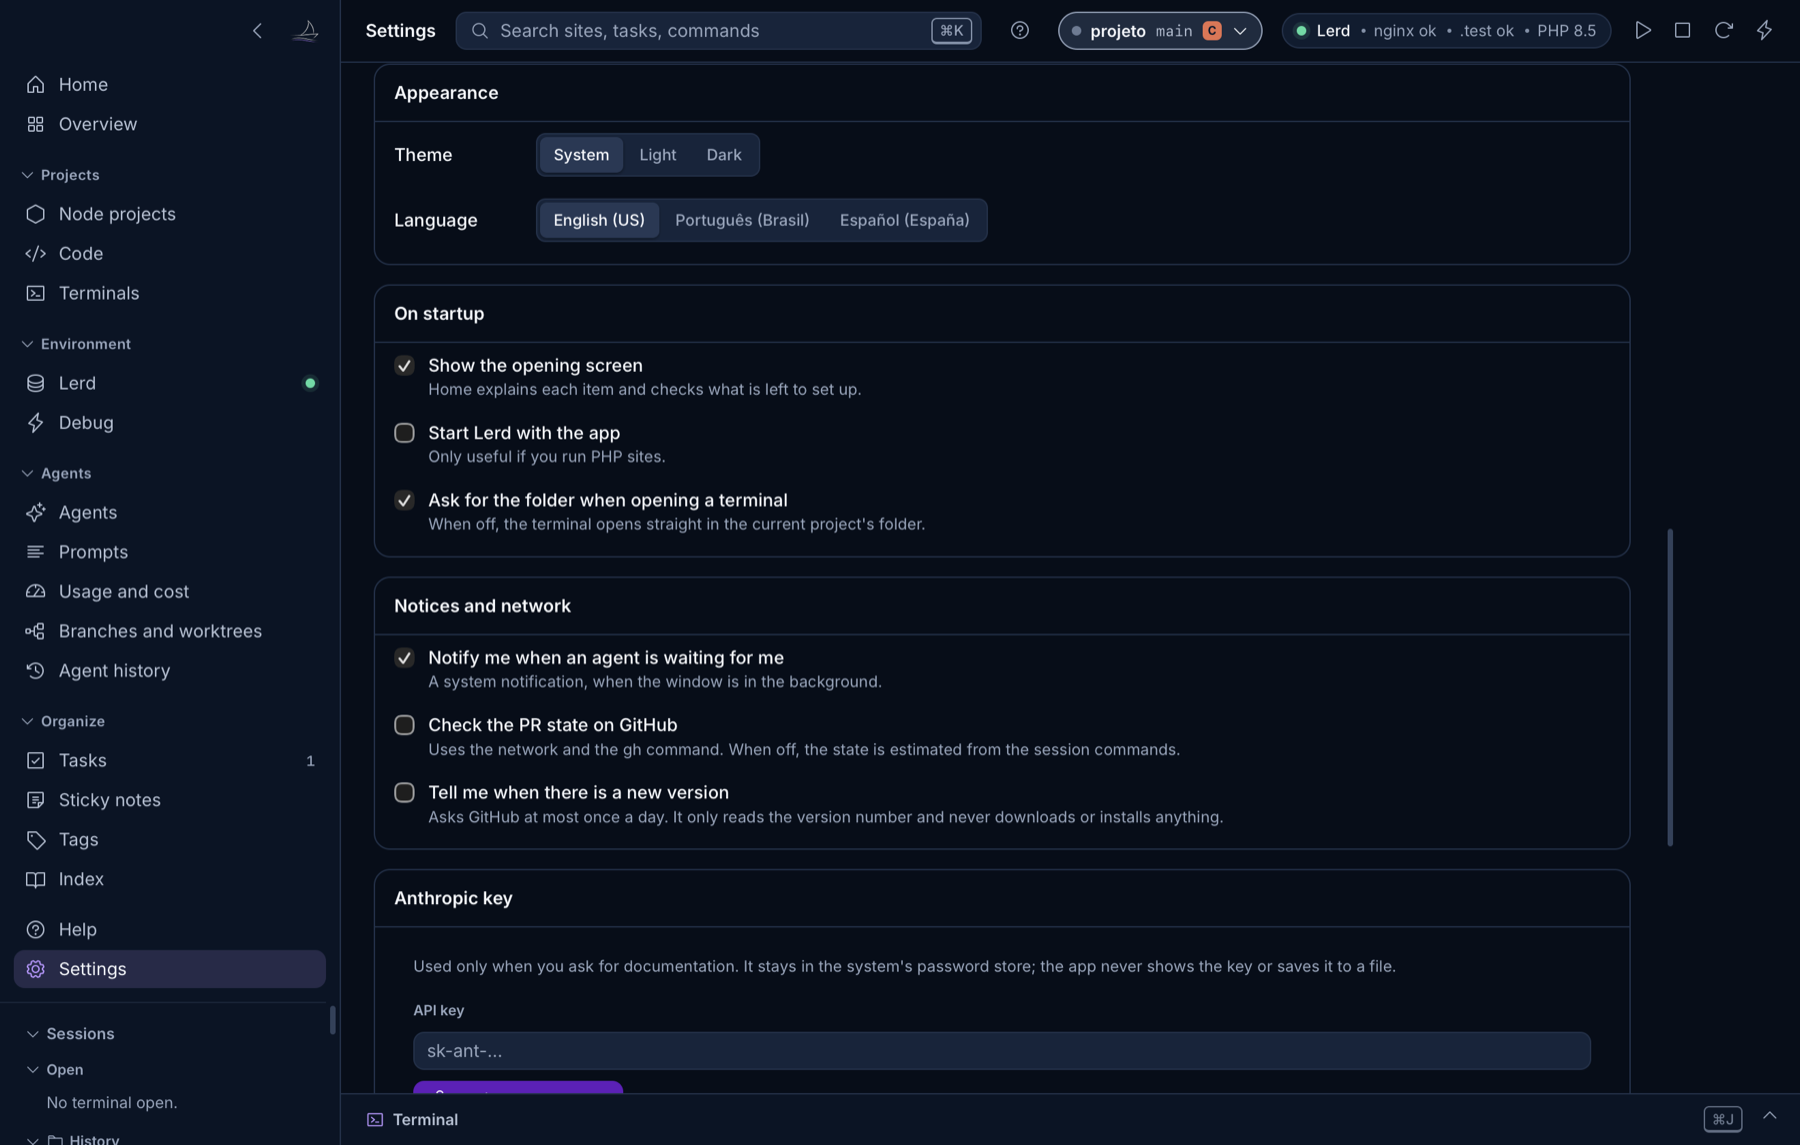 Settings
Search sites, tasks, commands
⌘K
projeto main C
Lerd • nginx ok • .test ok • PHP 8.5
Home
Overview
Projects
Node projects
Code
Terminals
Environment
Lerd
Debug
Agents
Agents
Prompts
Usage and cost
Branches and worktrees
Agent history
Organize
Tasks 1
Sticky notes
Tags
Index
Help
Settings
Sessions
Open
No terminal open.
History
Appearance
Theme
System Light Dark
Language
English (US) Português (Brasil) Español (España)
On startup
Show the opening screen
Home explains each item and checks what is left to set up.
Start Lerd with the app
Only useful if you run PHP sites.
Ask for the folder when opening a terminal
When off, the terminal opens straight in the current project's folder.
Notices and network
Notify me when an agent is waiting for me
A system notification, when the window is in the background.
Check the PR state on GitHub
Uses the network and the gh command. When off, the state is estimated from the session commands.
Tell me when there is a new version
Asks GitHub at most once a day. It only reads the version number and never downloads or installs anything.
Anthropic key
Used only when you ask for documentation. It stays in the system's password store; the app never shows the key or saves it to a file.
API key
sk-ant-...
Terminal
⌘J